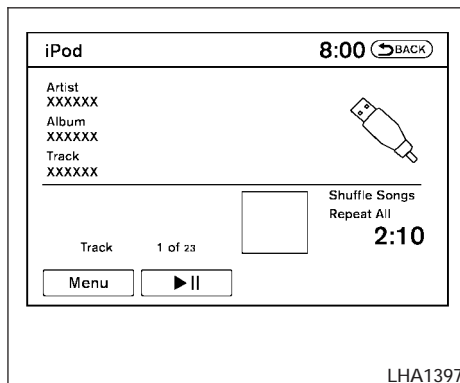 iPod 8:00 BACK
Artist
XXXXXX
Album
XXXXXX
Track
XXXXXX
Shuffle Songs
Repeat All
2:10
Track 1 of 23
Menu
LHA1397